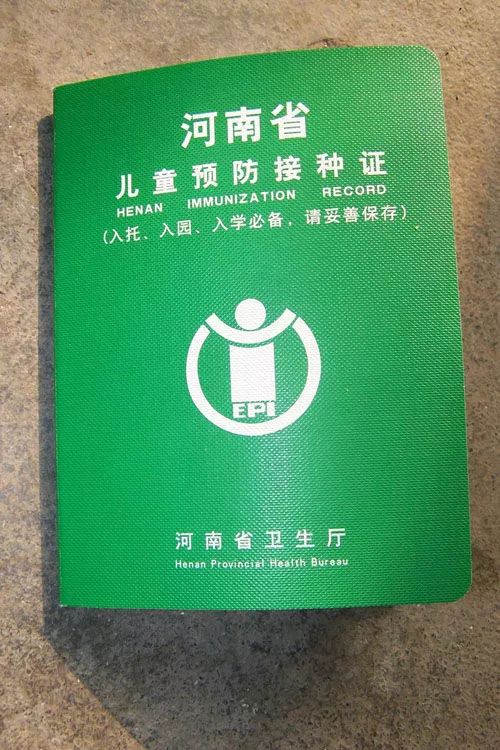 河南省
儿童预防接种证
HENAN IMMUNIZATION RECORD
(入托、入园、入学必备，请妥善保存)
EPI
河南省卫生厅
Henan Provincial Health Bureau